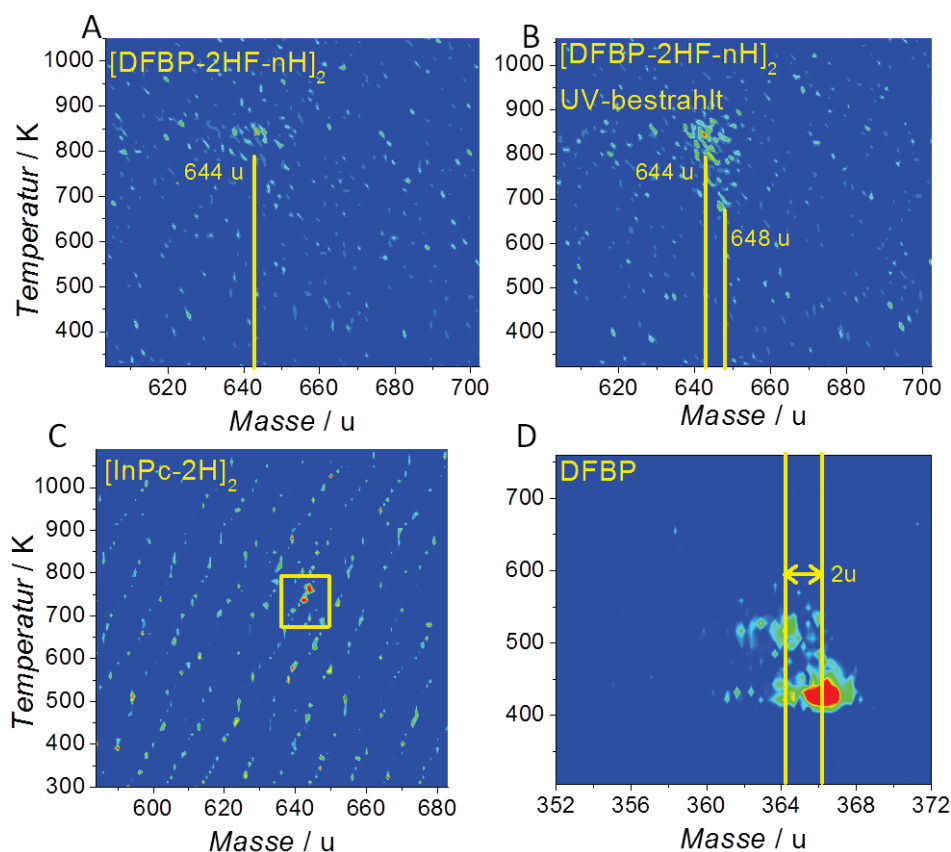 A
[DFBP-2HF-nH]2
1000
900
800
700
600
500
400
644 u
620 640 660 680 700
Masse / u
Temperatur / K
B
[DFBP-2HF-nH]2
UV-bestrahlt
1000
900
800
700
600
500
400
644 u
648 u
620 640 660 680 700
Masse / u
C
[InPc-2H]2
1000
900
800
700
600
500
400
300
600 620 640 660 680
Masse / u
Temperatur / K
D
DFBP
700
600
500
400
2u
352 356 360 364 368 372
Masse / u